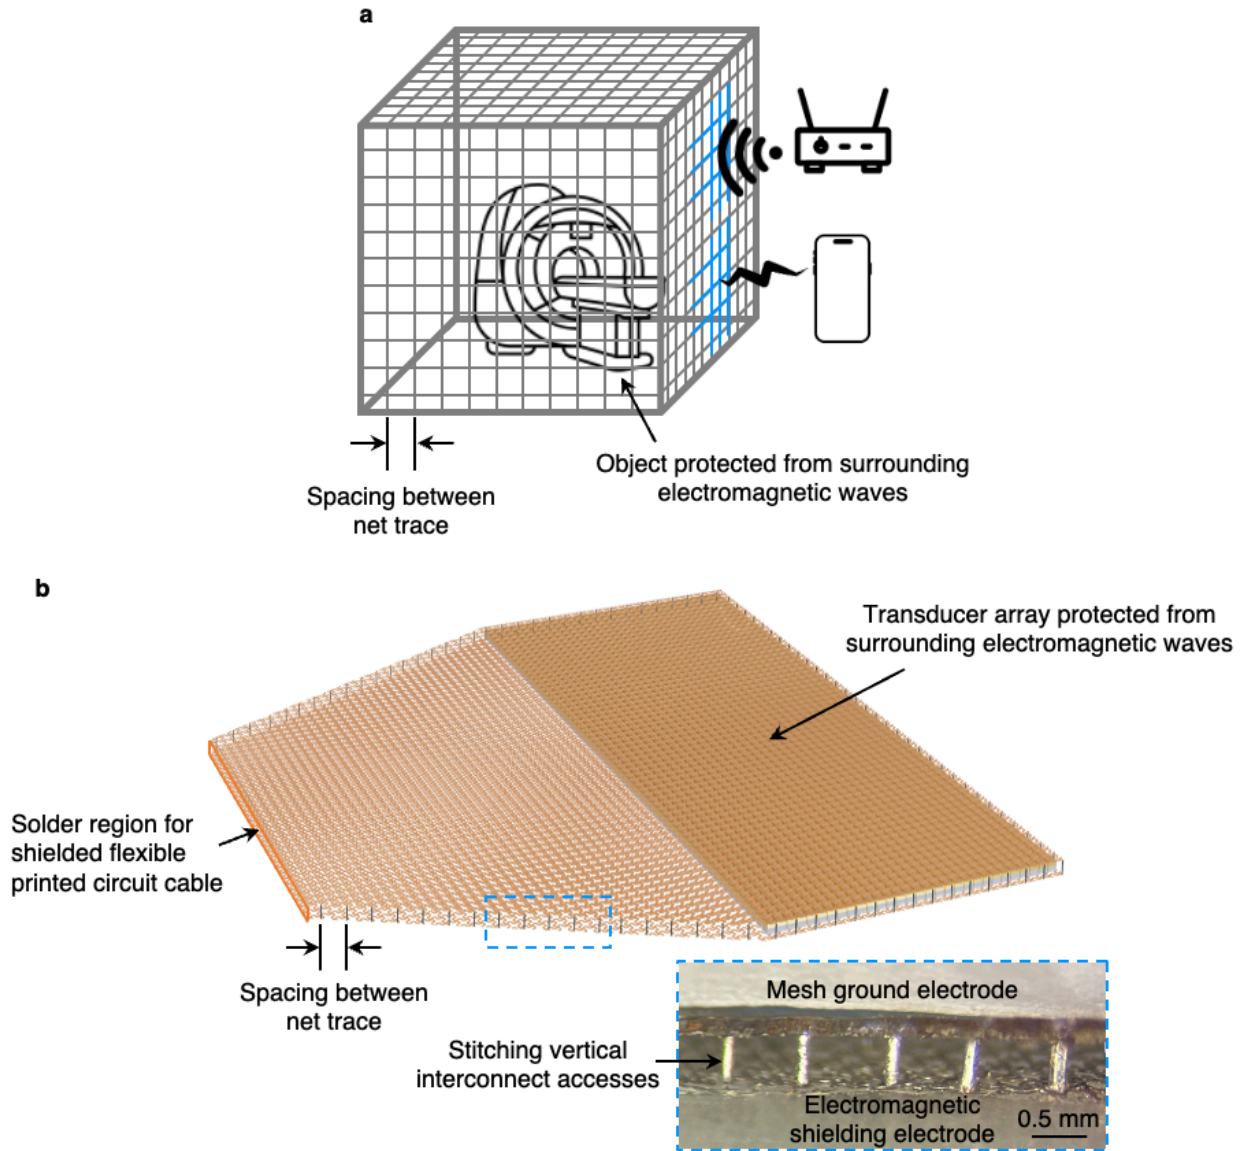 a
Object protected from surrounding
electromagnetic waves
Spacing between
net trace
b
Transducer array protected from
surrounding electromagnetic waves
Solder region for
shielded flexible
printed circuit cable
Spacing between
net trace
Mesh ground electrode
Stitching vertical
interconnect accesses
Electromagnetic
shielding electrode
0.5 mm